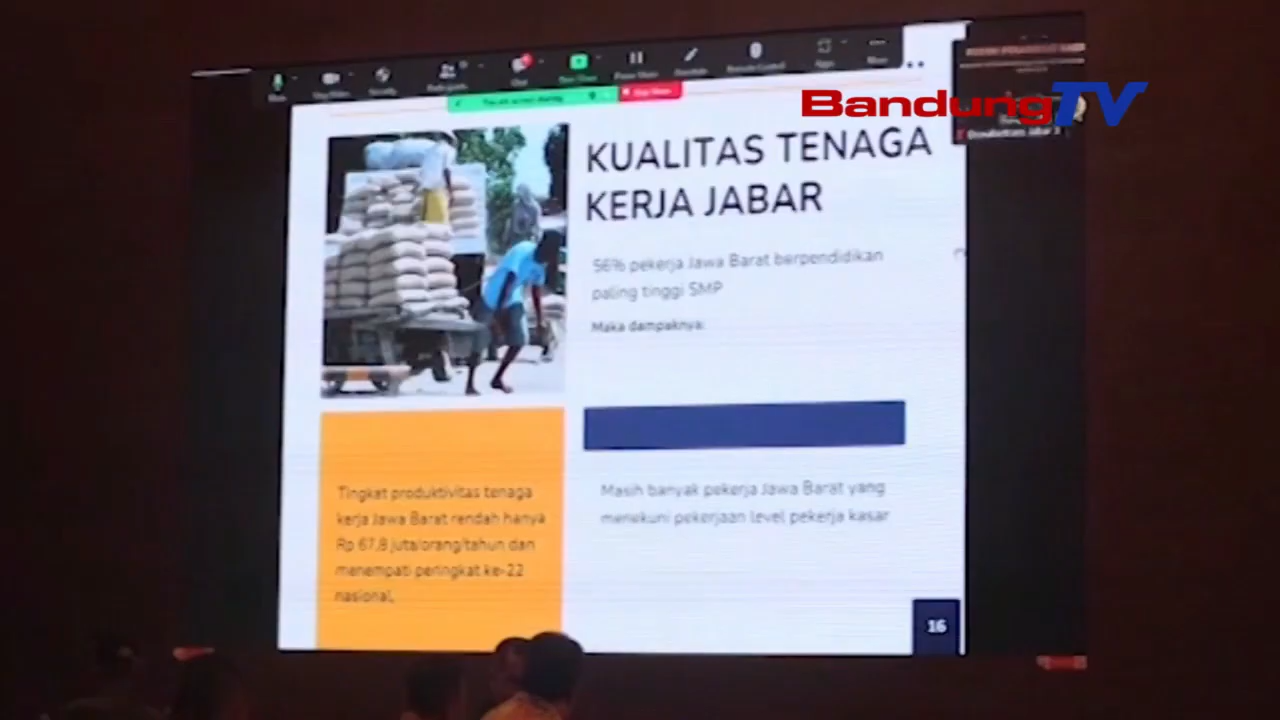 BandungTV
KUALITAS TENAGA
KERJA JABAR
56% pekerja Jawa Barat berpendidikan
paling tinggi SMP
Maka dampaknya:
Tingkat produktivitas tenaga
kerja Jawa Barat rendah hanya
Rp 67,8 juta/orang/tahun dan
menempati peringkat ke-22
nasional.
Masih banyak pekerja Jawa Barat yang
menekuni pekerjaan level pekerja kasar
16